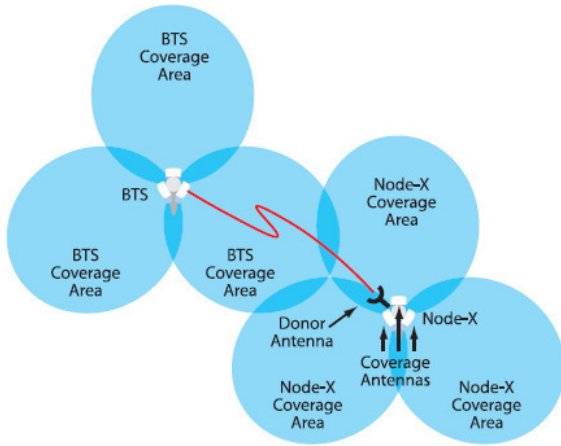 BTS
Coverage
Area
BTS
BTS
Coverage
Area
BTS
Coverage
Area
Node-X
Coverage
Area
Donor
Antenna
Node-X
Coverage
Antennas
Node-X
Coverage
Area
Node-X
Coverage
Area